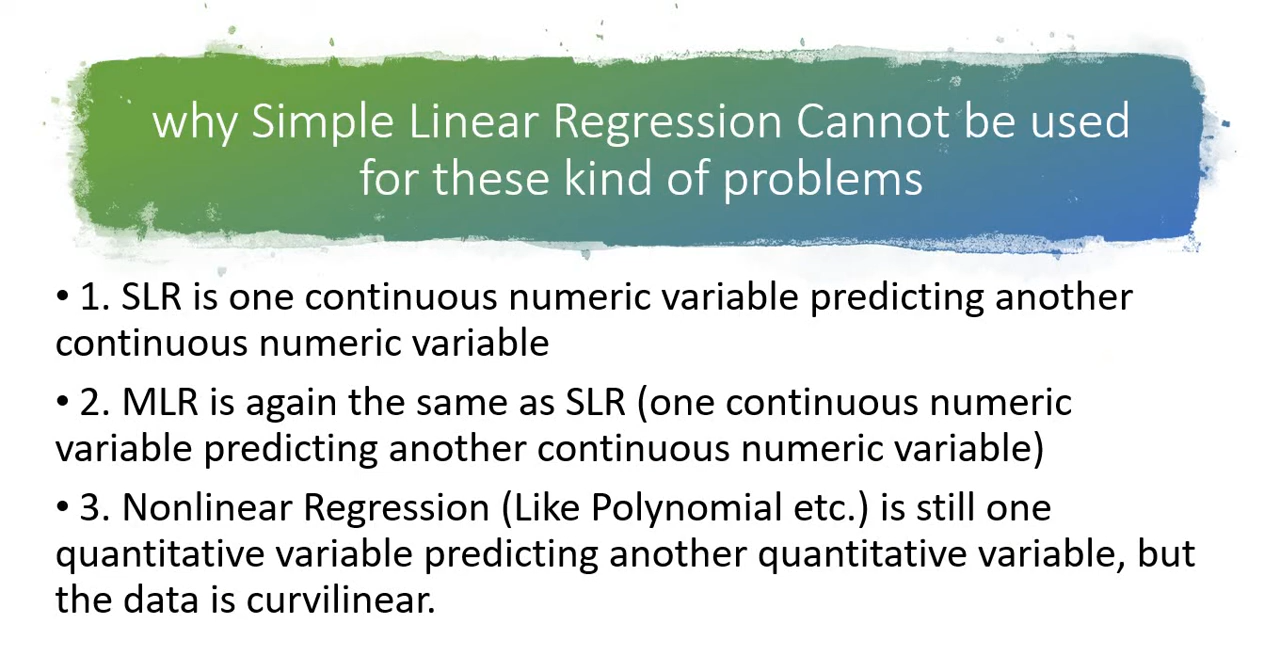 why Simple Linear Regression Cannot be used
for these kind of problems
• 1. SLR is one continuous numeric variable predicting another
continuous numeric variable
• 2. MLR is again the same as SLR (one continuous numeric
variable predicting another continuous numeric variable)
• 3. Nonlinear Regression (Like Polynomial etc.) is still one
quantitative variable predicting another quantitative variable, but
the data is curvilinear.